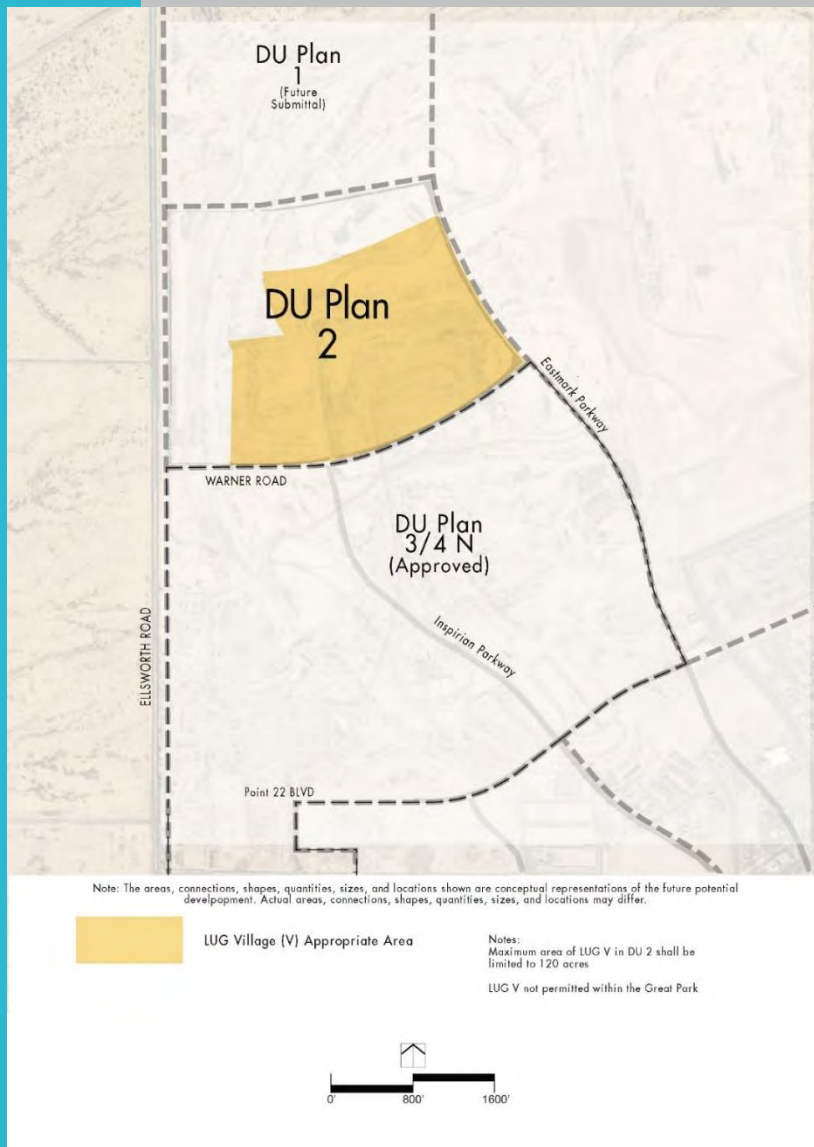 DU Plan
1
(Future
Submittal)
DU Plan
2
Eastmark Parkway
WARNER ROAD
DU Plan
3/4 N
(Approved)
Inspirian Parkway
ELLSWORTH ROAD
Point 22 BLVD
Note: The areas, connections, shapes, quantities, sizes, and locations shown are conceptual representations of the future potential
develpopment. Actual areas, connections, shapes, quantities, sizes, and locations may differ.
LUG Village (V) Appropriate Area
Notes:
Maximum area of LUG V in DU 2 shall be
limited to 120 acres
LUG V not permitted within the Great Park
0' 800' 1600'